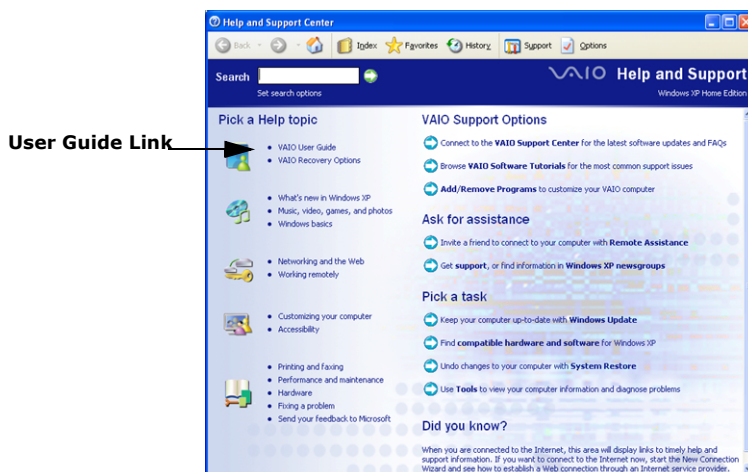 Help and Support Center
Back
Index
Favorites
History
Support
Options
Search
Set search options
VAIO Help and Support
Windows XP Home Edition
User Guide Link
Pick a Help topic
VAIO User Guide
VAIO Recovery Options
What's new in Windows XP
Music, video, games, and photos
Windows basics
Networking and the Web
Working remotely
Customizing your computer
Accessibility
Printing and faxing
Performance and maintenance
Hardware
Fixing a problem
Send your feedback to Microsoft
VAIO Support Options
Connect to the VAIO Support Center for the latest software updates and FAQs
Browse VAIO Software Tutorials for the most common support issues
Add/Remove Programs to customize your VAIO computer
Ask for assistance
Invite a friend to connect to your computer with Remote Assistance
Get support, or find information in Windows XP newsgroups
Pick a task
Keep your computer up-to-date with Windows Update
Find compatible hardware and software for Windows XP
Undo changes to your computer with System Restore
Use Tools to view your computer information and diagnose problems
Did you know?
When you are connected to the Internet, this area will display links to timely help and
support information. If you want to connect to the Internet now, start the New Connection
Wizard and see how to establish a Web connection through an Internet service provider.